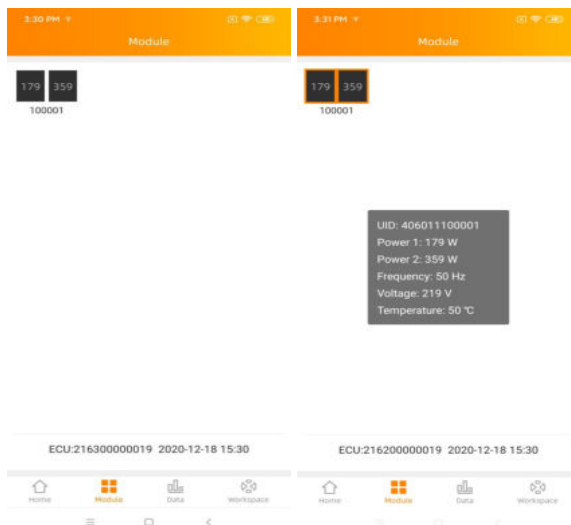 3:30 PM
Module
179 359
100001
ECU:216300000019 2020-12-18 15:30
Home Module Data Workspace
3:31 PM
Module
179 359
100001
UID: 406011100001
Power 1: 179 W
Power 2: 359 W
Frequency: 50 Hz
Voltage: 219 V
Temperature: 50 ℃
ECU:216200000019 2020-12-18 15:30
Home Module Data Workspace